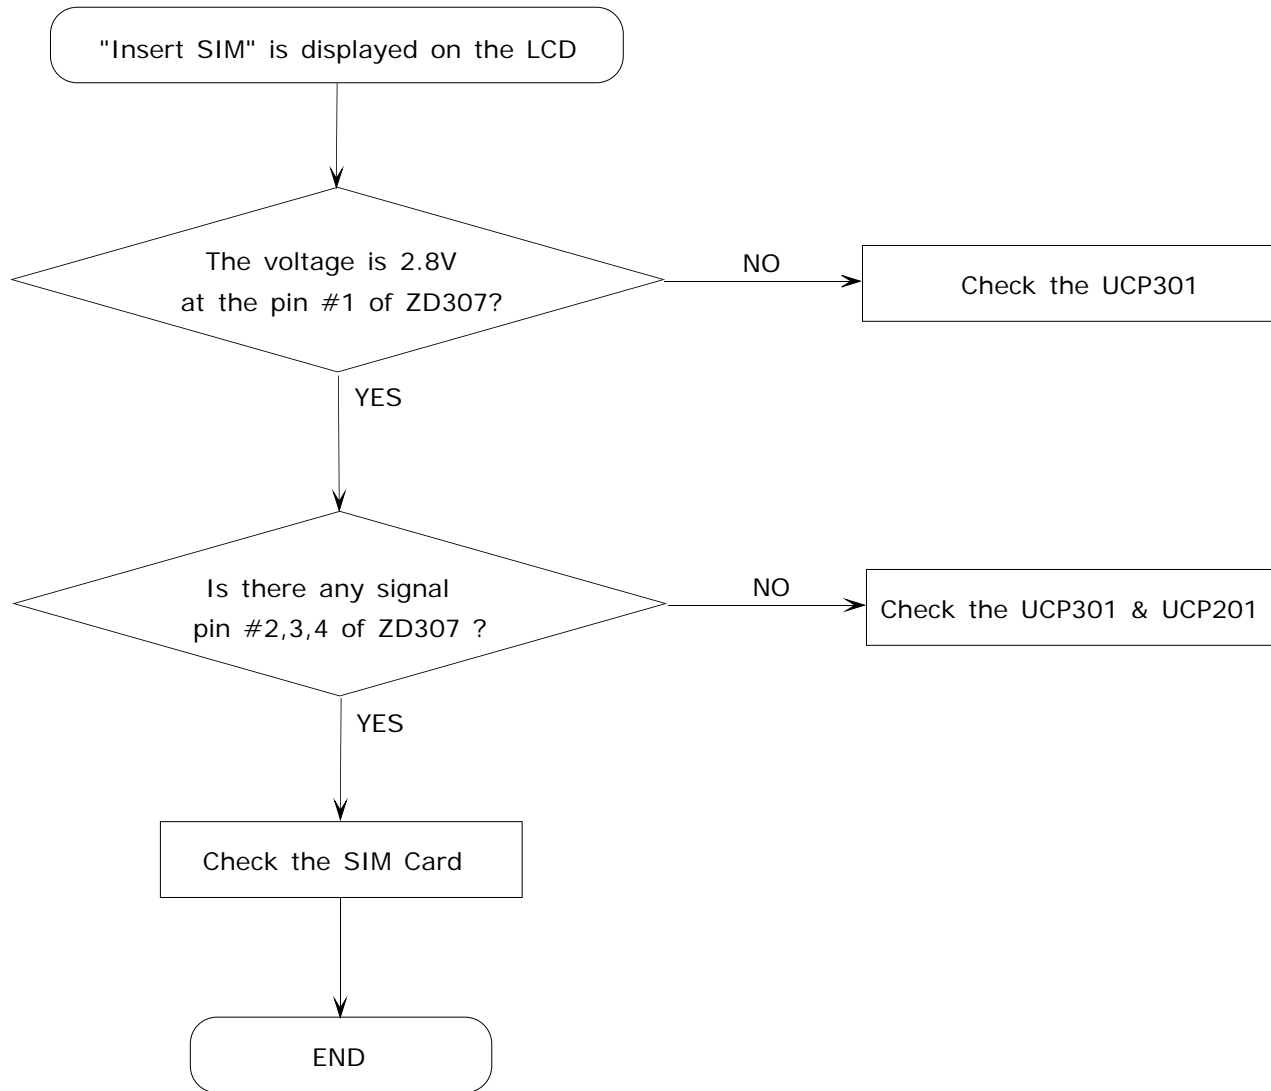 "Insert SIM" is displayed on the LCD
The voltage is 2.8V
at the pin #1 of ZD307?
NO
Check the UCP301
YES
Is there any signal
pin #2,3,4 of ZD307 ?
NO
Check the UCP301 & UCP201
YES
Check the SIM Card
END